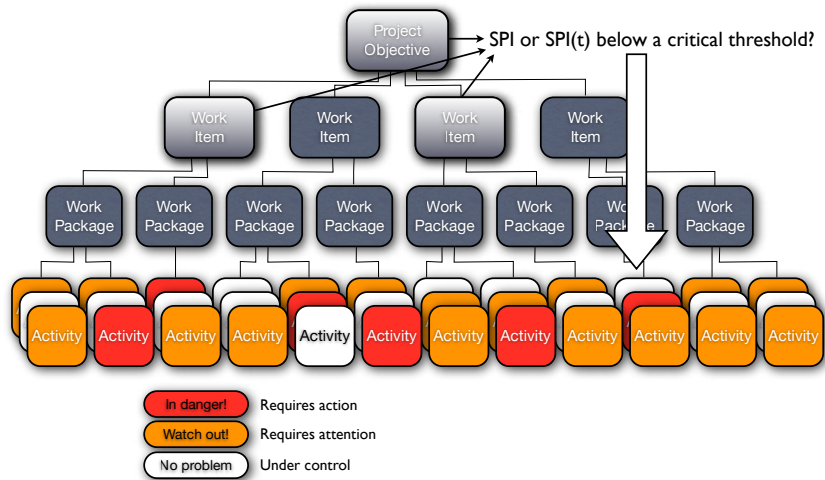 Project
Objective
SPI or SPI(t) below a critical threshold?
Work
Item
Work
Item
Work
Item
Work
Item
Work
Package
Work
Package
Work
Package
Work
Package
Work
Package
Work
Package
Work
Package
Work
Package
Activity
Activity
Activity
Activity
Activity
Activity
Activity
Activity
Activity
Activity
Activity
Activity
In danger!
Requires action
Watch out!
Requires attention
No problem
Under control